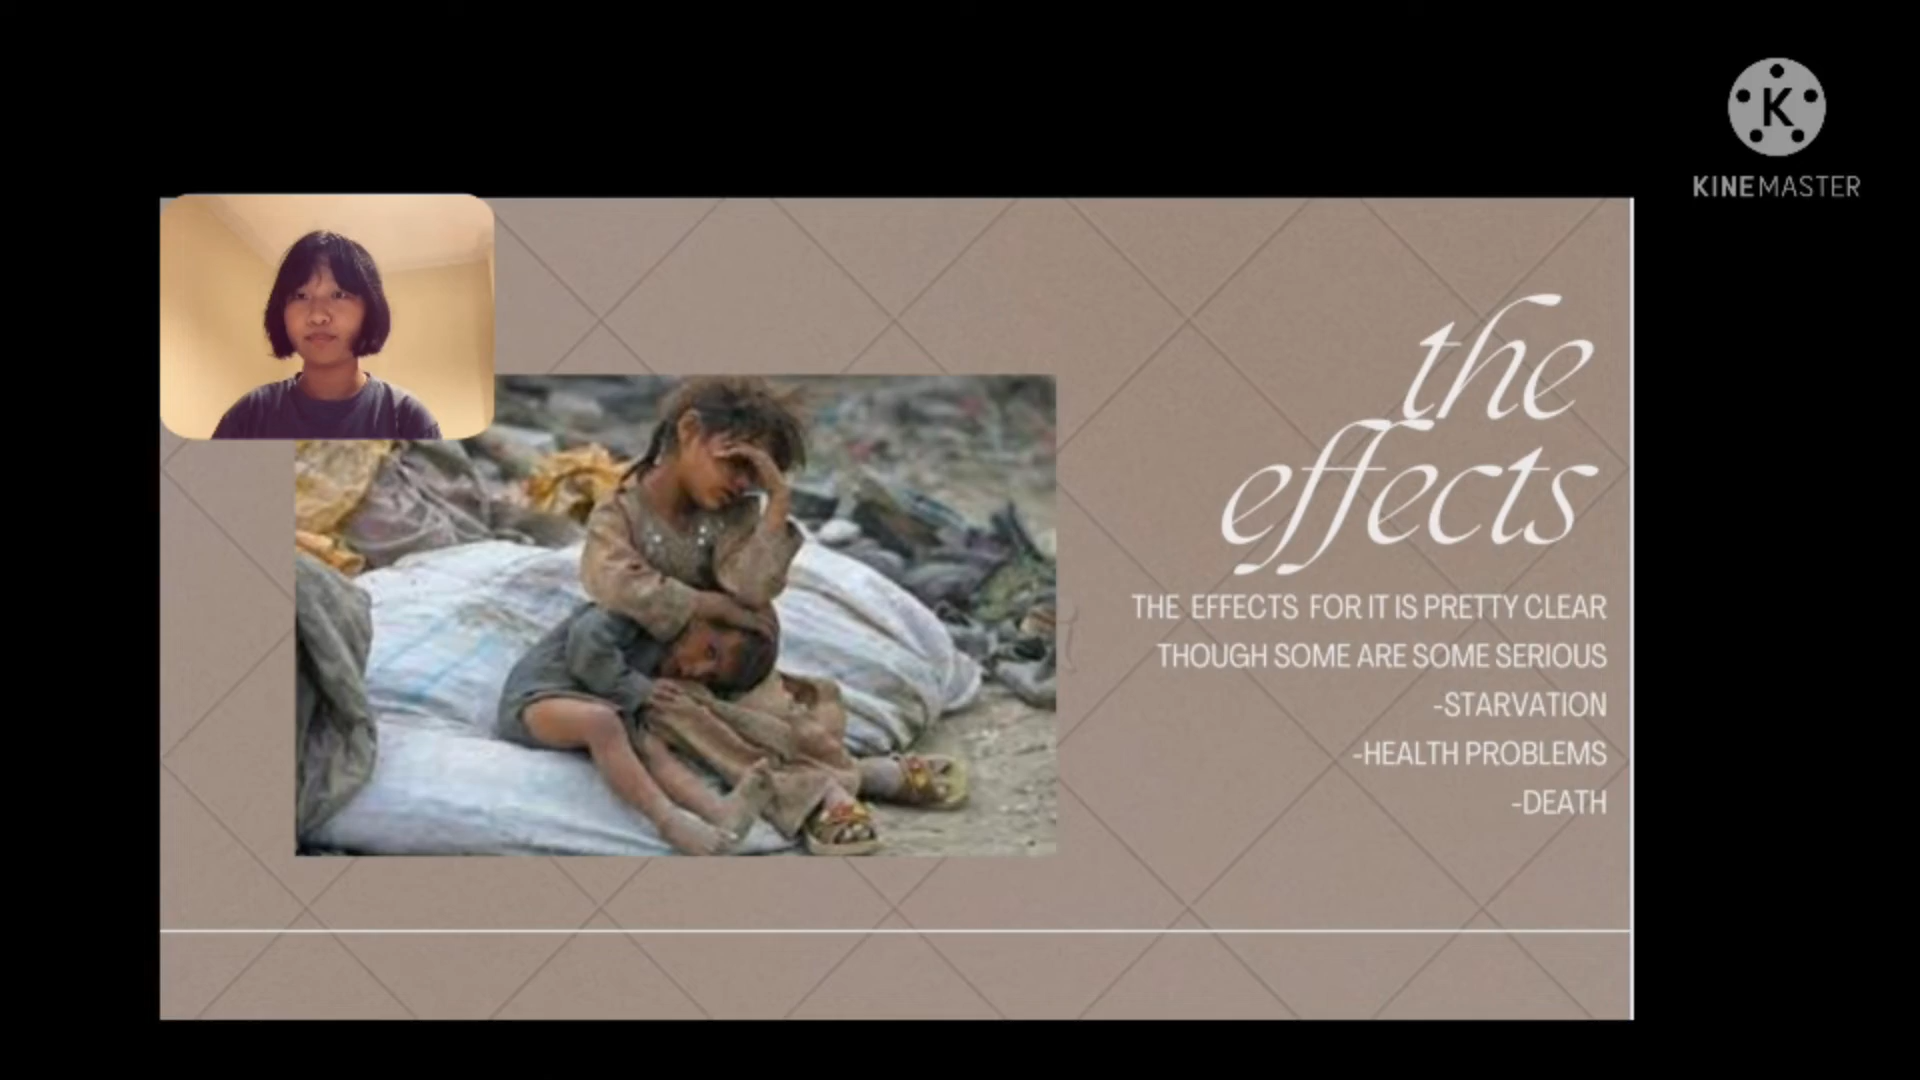 K
KINEMASTER
the
effects
THE EFFECTS FOR IT IS PRETTY CLEAR
THOUGH SOME ARE SOME SERIOUS
-STARVATION
-HEALTH PROBLEMS
-DEATH